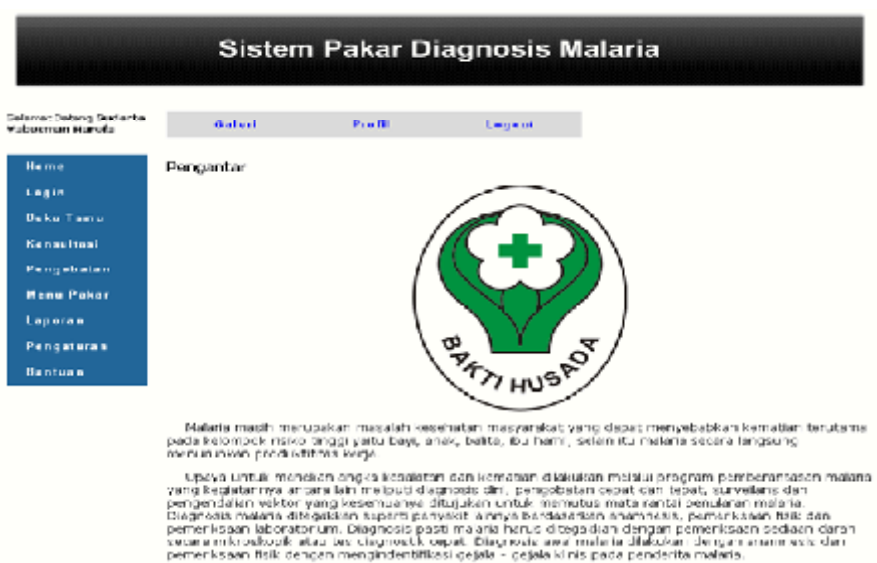 Sistem Pakar Diagnosis Malaria
Selamat Datang
Galeri Profil Logout
Home
Login
Buku Tamu
Konsultasi
Pengobatan
Menu Pakar
Laporan
Pengaturan
Bantuan
Pengantar
BAKTI HUSADA
Malaria masih merupakan masalah kesehatan masyarakat yang dapat menyebabkan kematian terutama
pada kelompok risiko tinggi yaitu bayi, anak, balita, ibu hamil, selain itu malaria secara langsung
menurunkan produktifitas kerja.
Upaya untuk menekan angka kesakitan dan kematian dilakukan melalui program pemberantasan malaria
yang kegiatannya antara lain meliputi diagnosis dini, pengobatan cepat dan tepat, surveilans dan
pengendalian vektor yang kesemuanya ditujukan untuk memutus mata rantai penularan malaria.
Diagnosis malaria ditegakkan seperti penyakit lainnya berdasarkan anamnesis, pemeriksaan fisik dan
pemeriksaan laboratorium. Diagnosis pasti malaria harus ditegakkan dengan pemeriksaan sediaan darah
secara mikroskopik atau tes diagnostik cepat. Diagnosis awal malaria dilakukan dengan anamnesis dan
pemeriksaan fisik dengan mengindentifikasi gejala - gejala klinis pada penderita malaria.